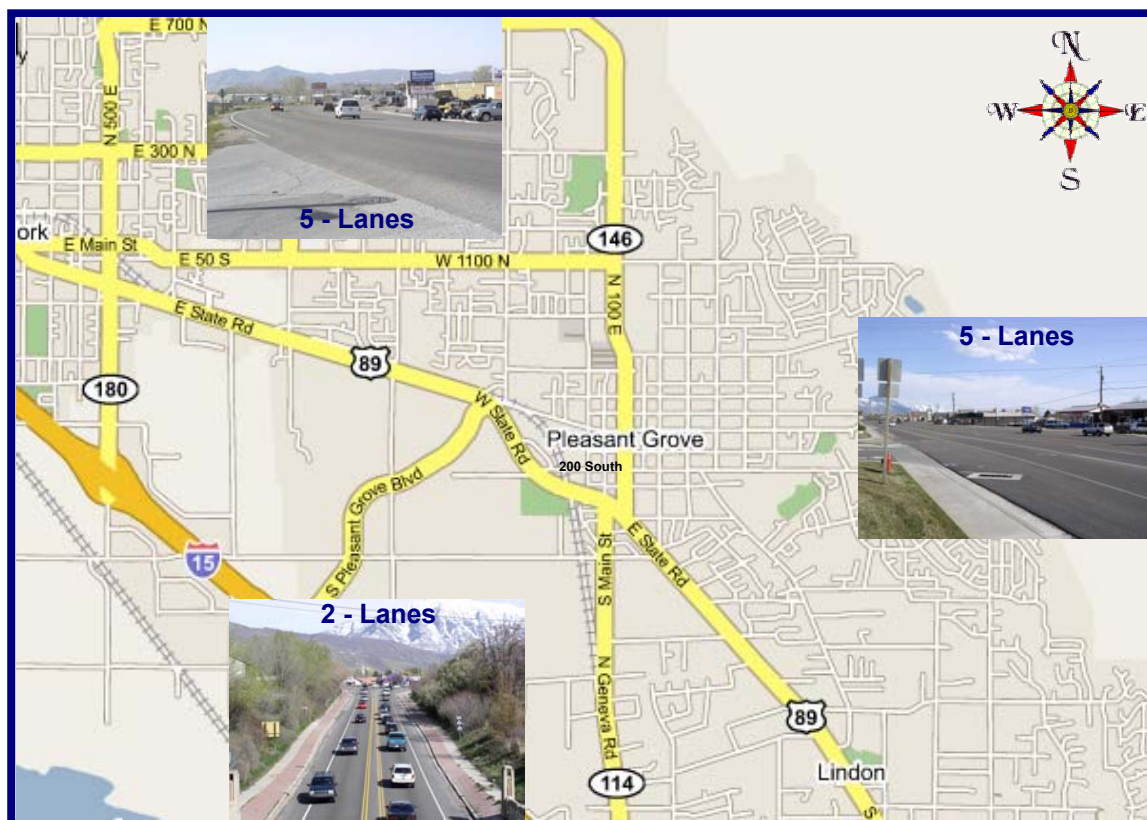 E 700 N
y
N 500 E
E 300 N
5 - Lanes
N
W
E
S
ork
E Main St
E 50 S
W 1100 N
146
N 100 E
E State Rd
89
180
W State Rd
Pleasant Grove
200 South
5 - Lanes
S Pleasant Grove Blvd
15
S Main St
E State Rd
2 - Lanes
N Geneva Rd
89
114
Lindon
S